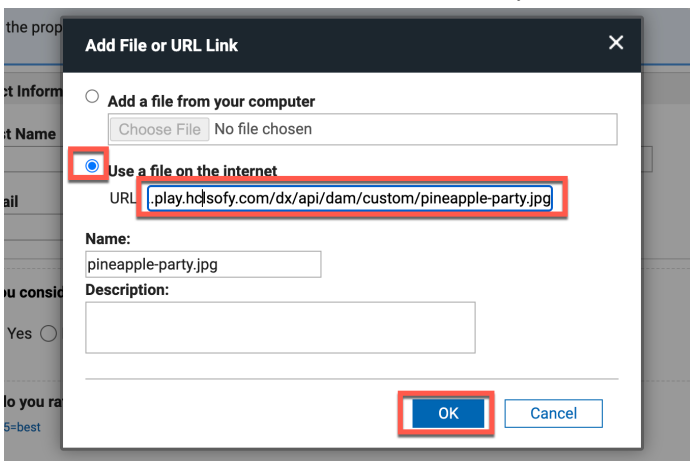 the prop
Add File or URL Link
ct Inform
Add a file from your computer
Choose File No file chosen
st Name
Use a file on the internet
ail
URL .play.hclsofy.com/dx/api/dam/custom/pineapple-party.jpg
Name:
pineapple-party.jpg
ou consid
Description:
Yes
lo you ra
5=best
OK Cancel